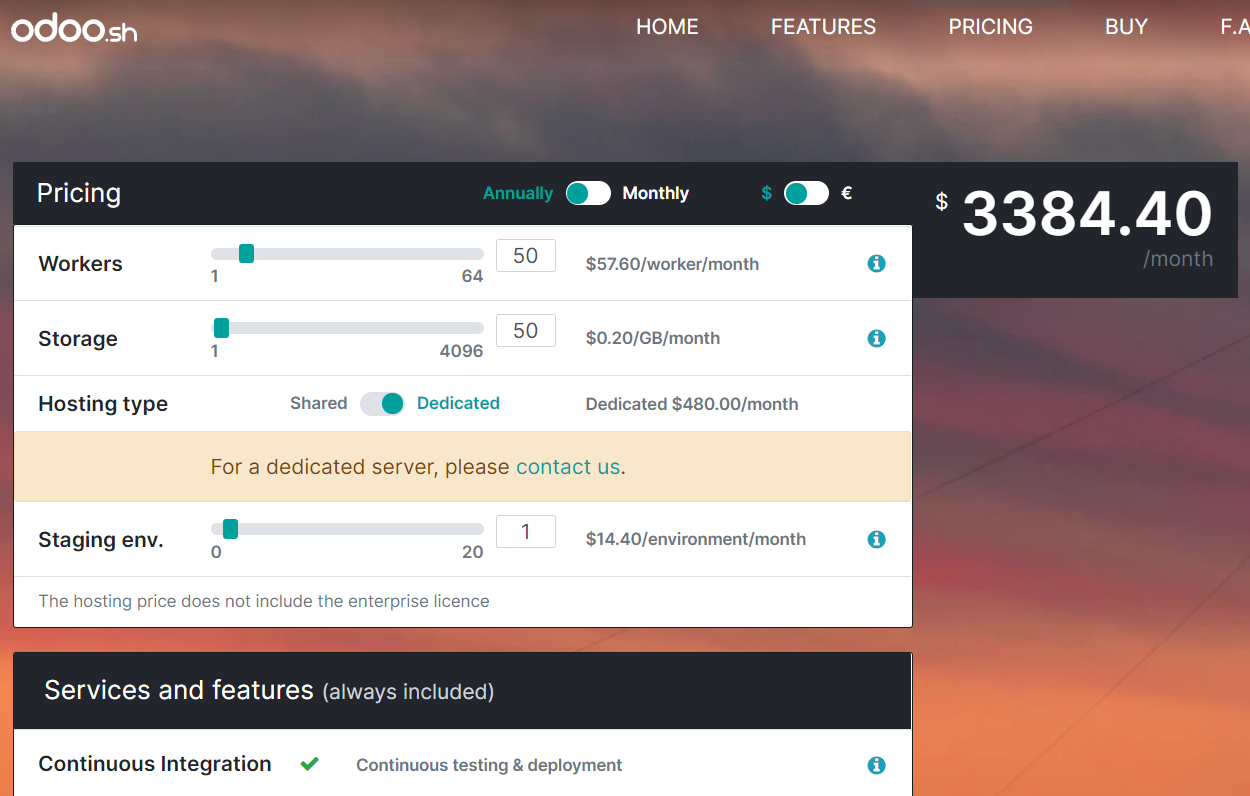 odoo.sh HOME FEATURES PRICING BUY F.A
Pricing Annually Monthly $ € $ 3384.40
/month
Workers 50 $57.60/worker/month
1 64
Storage 50 $0.20/GB/month
1 4096
Hosting type Shared Dedicated Dedicated $480.00/month
For a dedicated server, please contact us.
Staging env. 1 $14.40/environment/month
0 20
The hosting price does not include the enterprise licence
Services and features (always included)
Continuous Integration Continuous testing & deployment